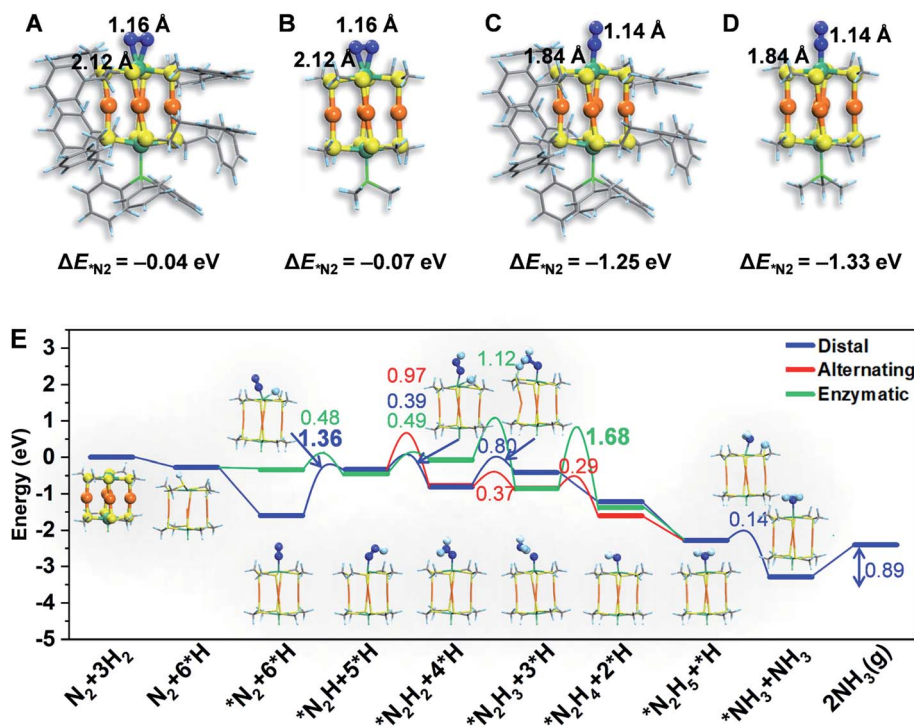 A
1.16 Å
2.12 Å
ΔE*N2 = –0.04 eV
B
1.16 Å
2.12 Å
ΔE*N2 = –0.07 eV
C
1.14 Å
1.84 Å
ΔE*N2 = –1.25 eV
D
1.14 Å
1.84 Å
ΔE*N2 = –1.33 eV
E
Energy (eV)
3
2
1
0
-1
-2
-3
-4
-5
Distal
Alternating
Enzymatic
0.48
1.36
0.97
0.39
0.49
1.12
0.80
0.37
1.68
0.29
0.14
0.89
N₂+3H₂
N₂+6*H
*N₂+6*H
*N₂H+5*H
*N₂H₂+4*H
*N₂H₃+3*H
*N₂H₄+2*H
*N₂H₅+*H
*NH₃+NH₃
2NH₃(g)